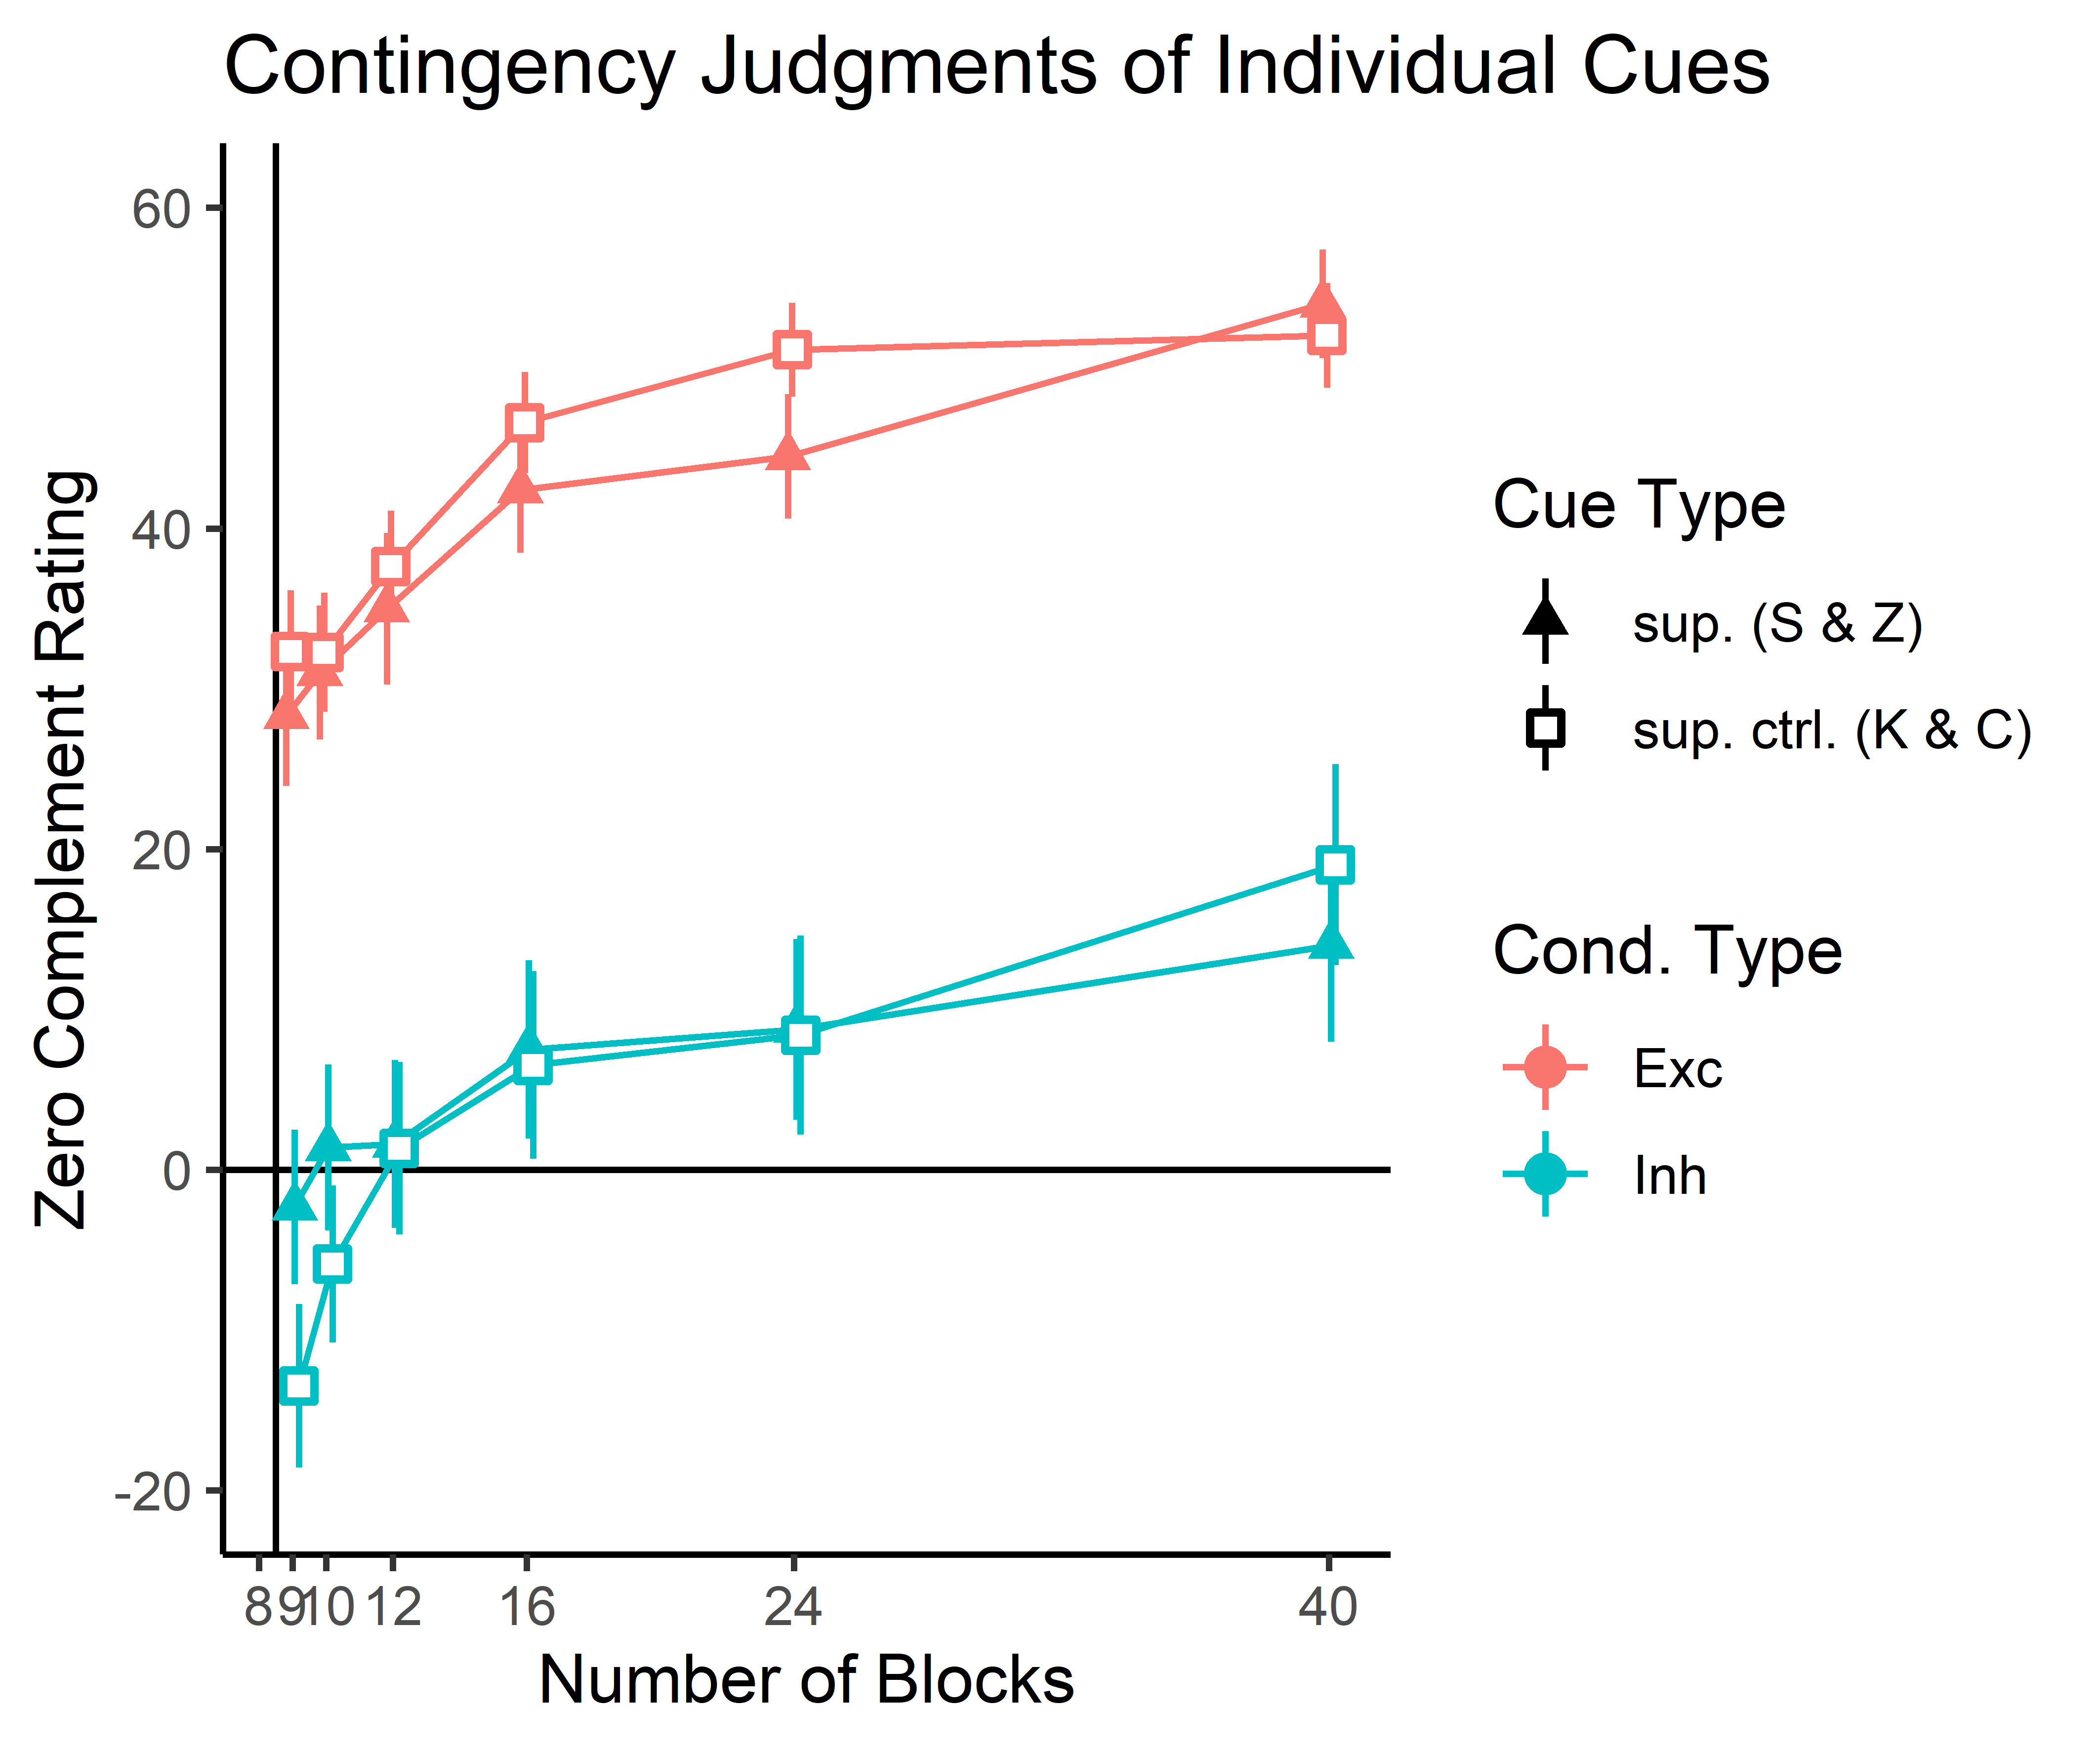 Contingency Judgments of Individual Cues
Zero Complement Rating
60
40
20
0
-20
8 9 10 12 16 24 40
Number of Blocks
Cue Type
sup. (S & Z)
sup. ctrl. (K & C)
Cond. Type
Exc
Inh